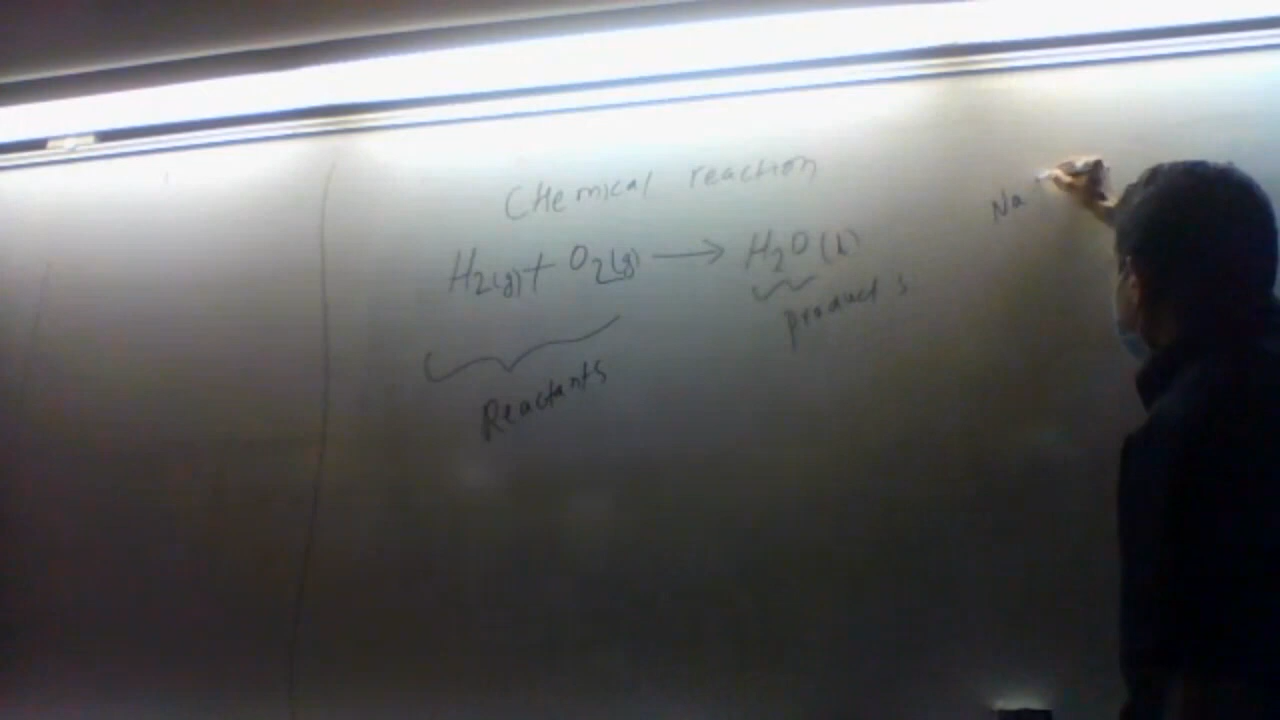 CHemical reaction
H2(g) + O2(g) → H2O (l)
products
Reactants
Na